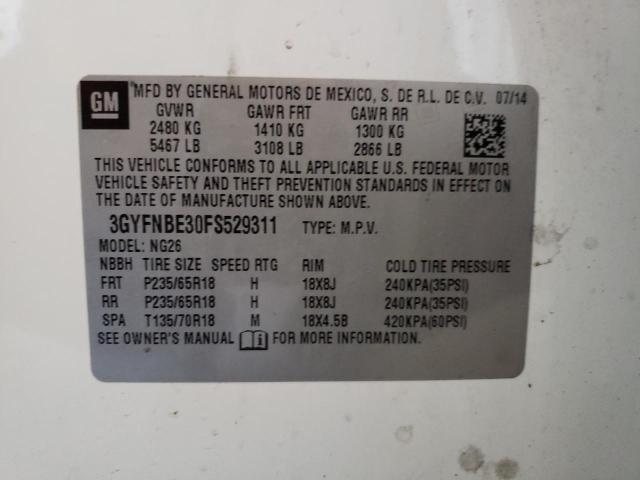 GM
MFD BY GENERAL MOTORS DE MEXICO, S. DE R.L. DE C.V. 07/14
GVWR GAWR FRT GAWR RR
2480 KG 1410 KG 1300 KG
5467 LB 3108 LB 2866 LB
THIS VEHICLE CONFORMS TO ALL APPLICABLE U.S. FEDERAL MOTOR
VEHICLE SAFETY AND THEFT PREVENTION STANDARDS IN EFFECT ON
THE DATE OF MANUFACTURE SHOWN ABOVE.
3GYFNBE30FS529311 TYPE: M.P.V.
MODEL: NG26
NBBH TIRE SIZE SPEED RTG RIM COLD TIRE PRESSURE
FRT P235/65R18 H 18X8J 240KPA(35PSI)
RR P235/65R18 H 18X8J 240KPA(35PSI)
SPA T135/70R18 M 18X4.5B 420KPA(60PSI)
SEE OWNER'S MANUAL FOR MORE INFORMATION.